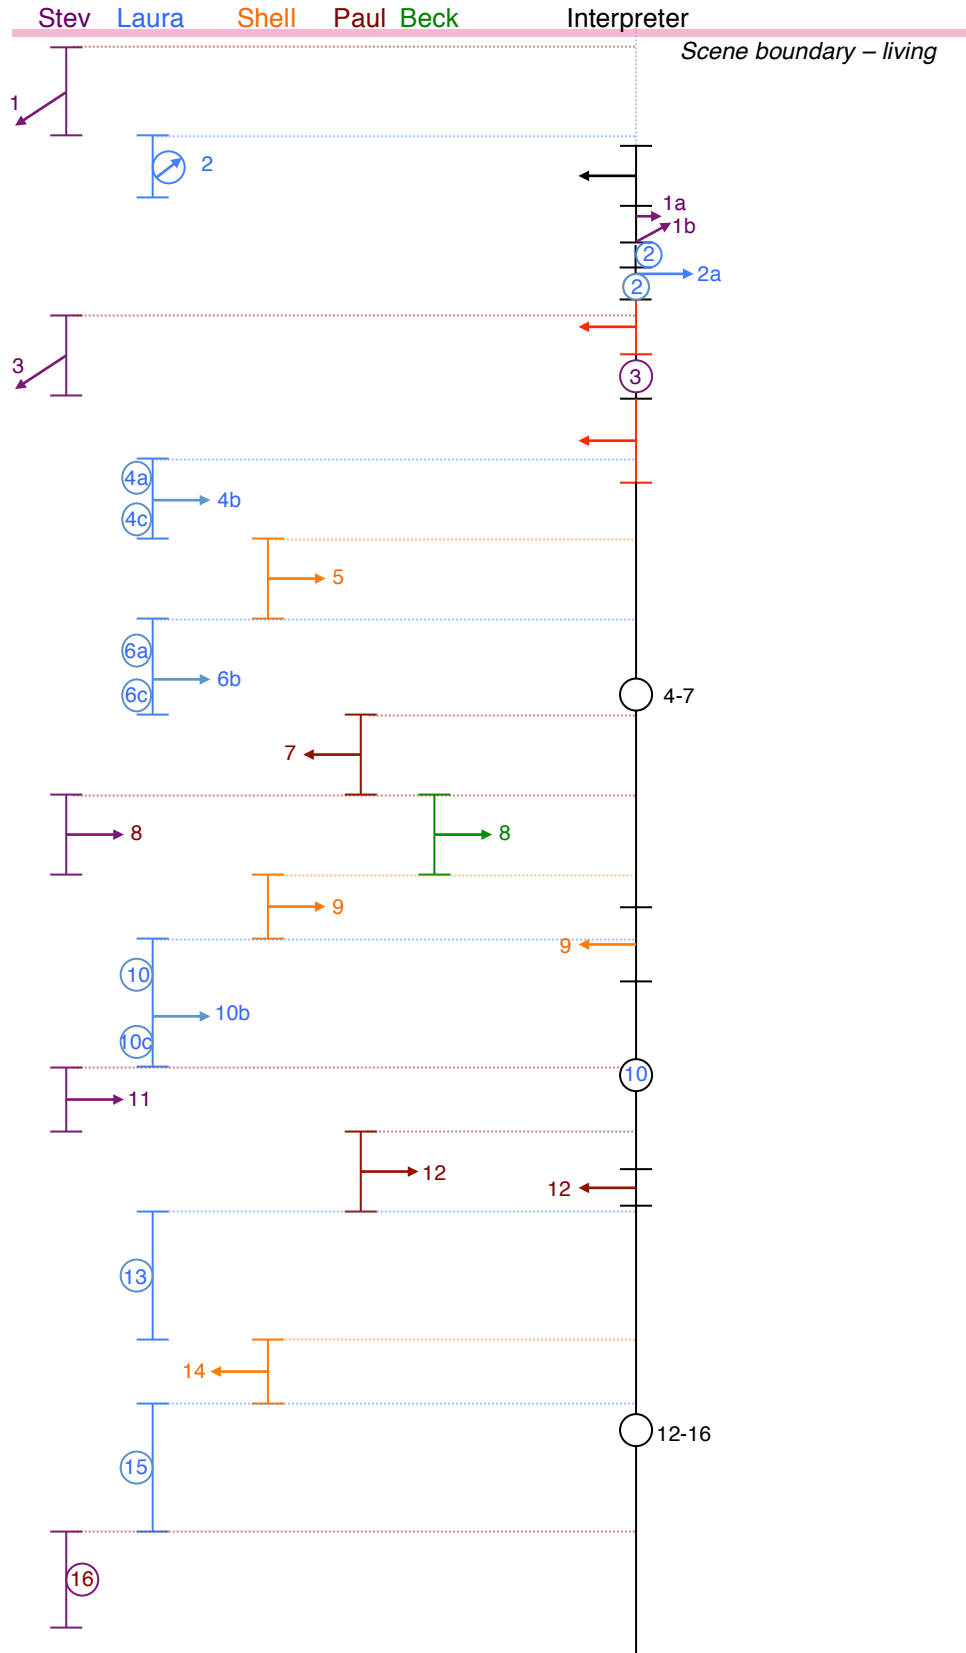 Stev Laura Shell Paul Beck Interpreter
Scene boundary – living
1
2
1a
1b
2
2a
2
3
3
4a
4b
4c
5
6a
6b
6c
4-7
7
8
8
9
9
10
10b
10c
10
11
12
12
13
14
12-16
15
16